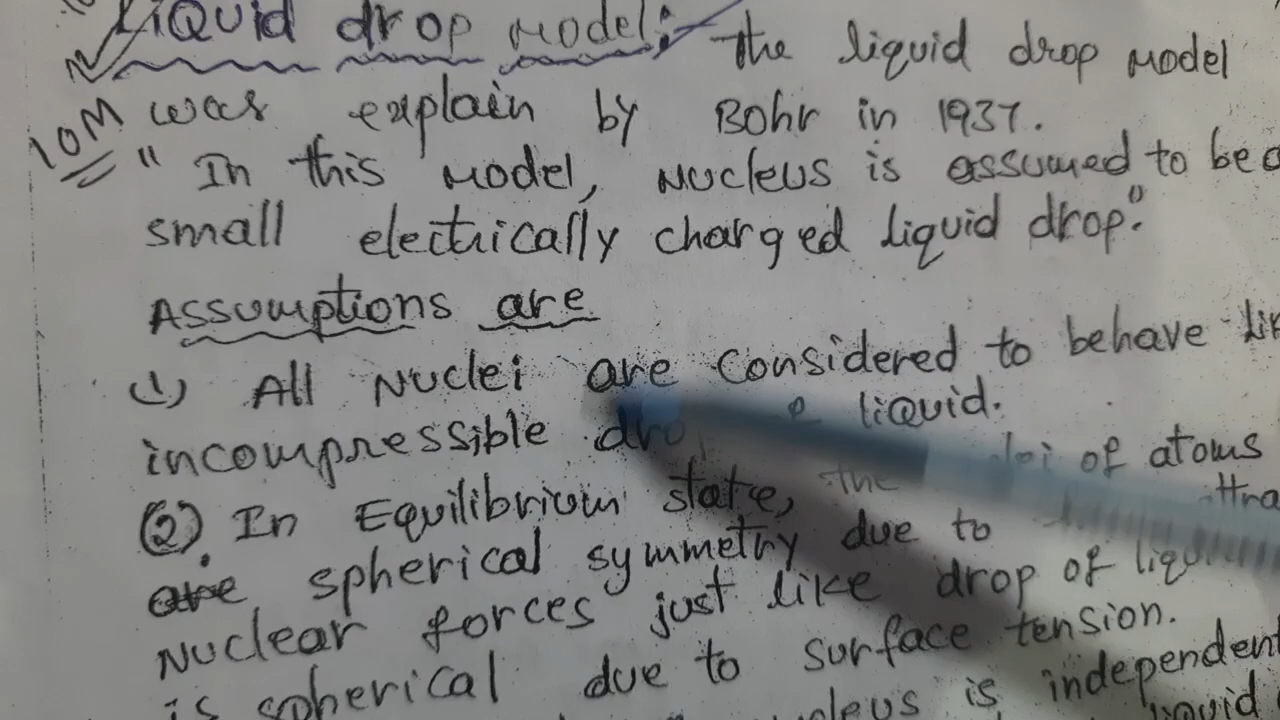 Liquid drop model:
The liquid drop model
10M
was explain by Bohr in 1937.
" In this model, Nucleus is assumed to be a
small electrically charged liquid drop."
Assumptions are
(1) All Nuclei are considered to behave
incompressible liquid.
(2). In Equilibrium state, the of atoms
are spherical symmetry due to
Nuclear forces just like drop of
is spherical due to surface tension.
is independent
liquid